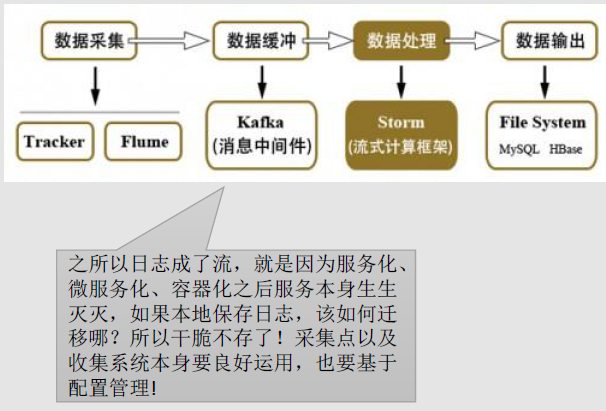 数据采集 数据缓冲 数据处理 数据输出
Tracker Flume
Kafka
(消息中间件)
Storm
(流式计算框架)
File System
MySQL HBase
之所以日志成了流，就是因为服务化、
微服务化、容器化之后服务本身生生
灭灭，如果本地保存日志，该如何迁
移哪？所以干脆不存了！采集点以及
收集系统本身要良好运用，也要基于
配置管理!